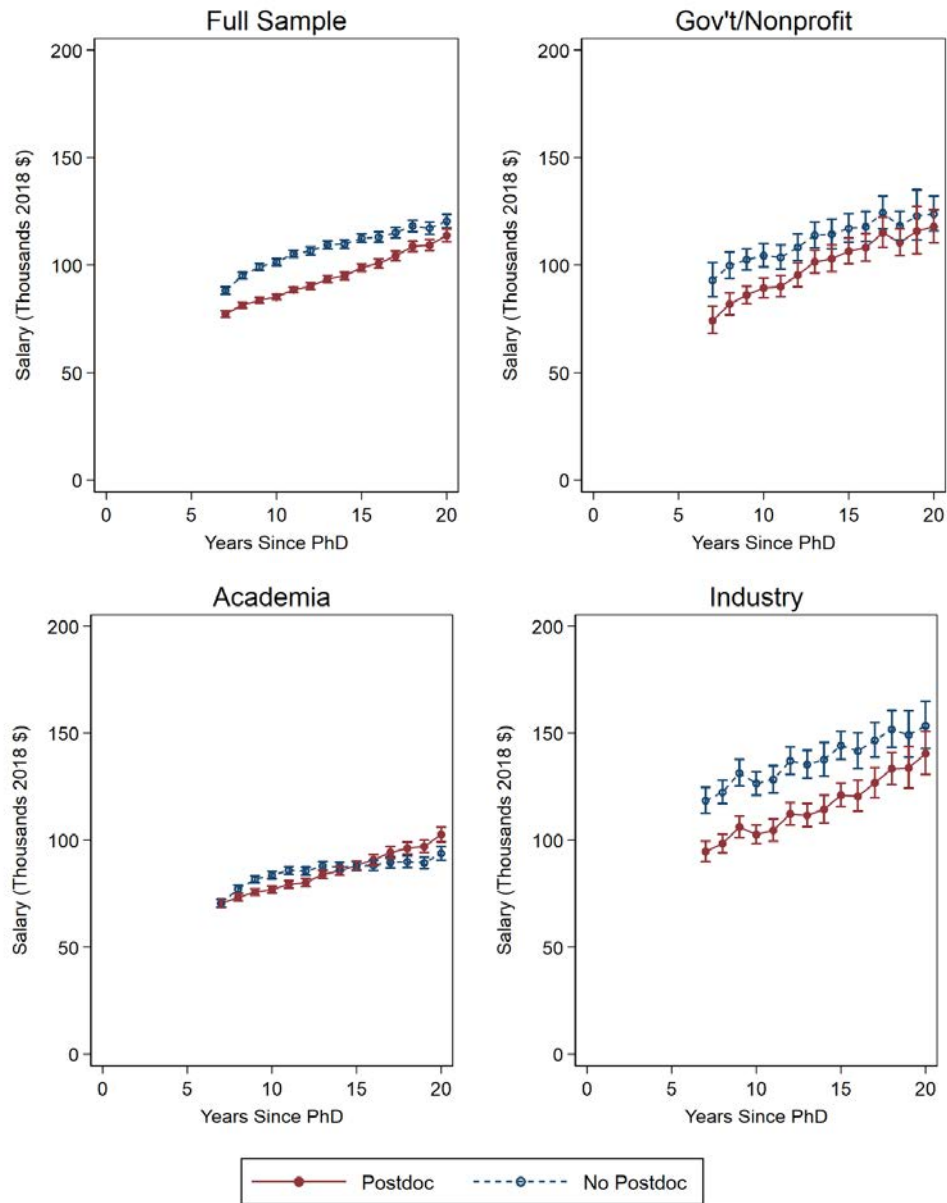 Full Sample
200
150
100
50
0
Salary (Thousands 2018 $)
0 5 10 15 20
Years Since PhD
Gov't/Nonprofit
200
150
100
50
0
Salary (Thousands 2018 $)
0 5 10 15 20
Years Since PhD
Academia
200
150
100
50
0
Salary (Thousands 2018 $)
0 5 10 15 20
Years Since PhD
Industry
200
150
100
50
0
Salary (Thousands 2018 $)
0 5 10 15 20
Years Since PhD
Postdoc No Postdoc